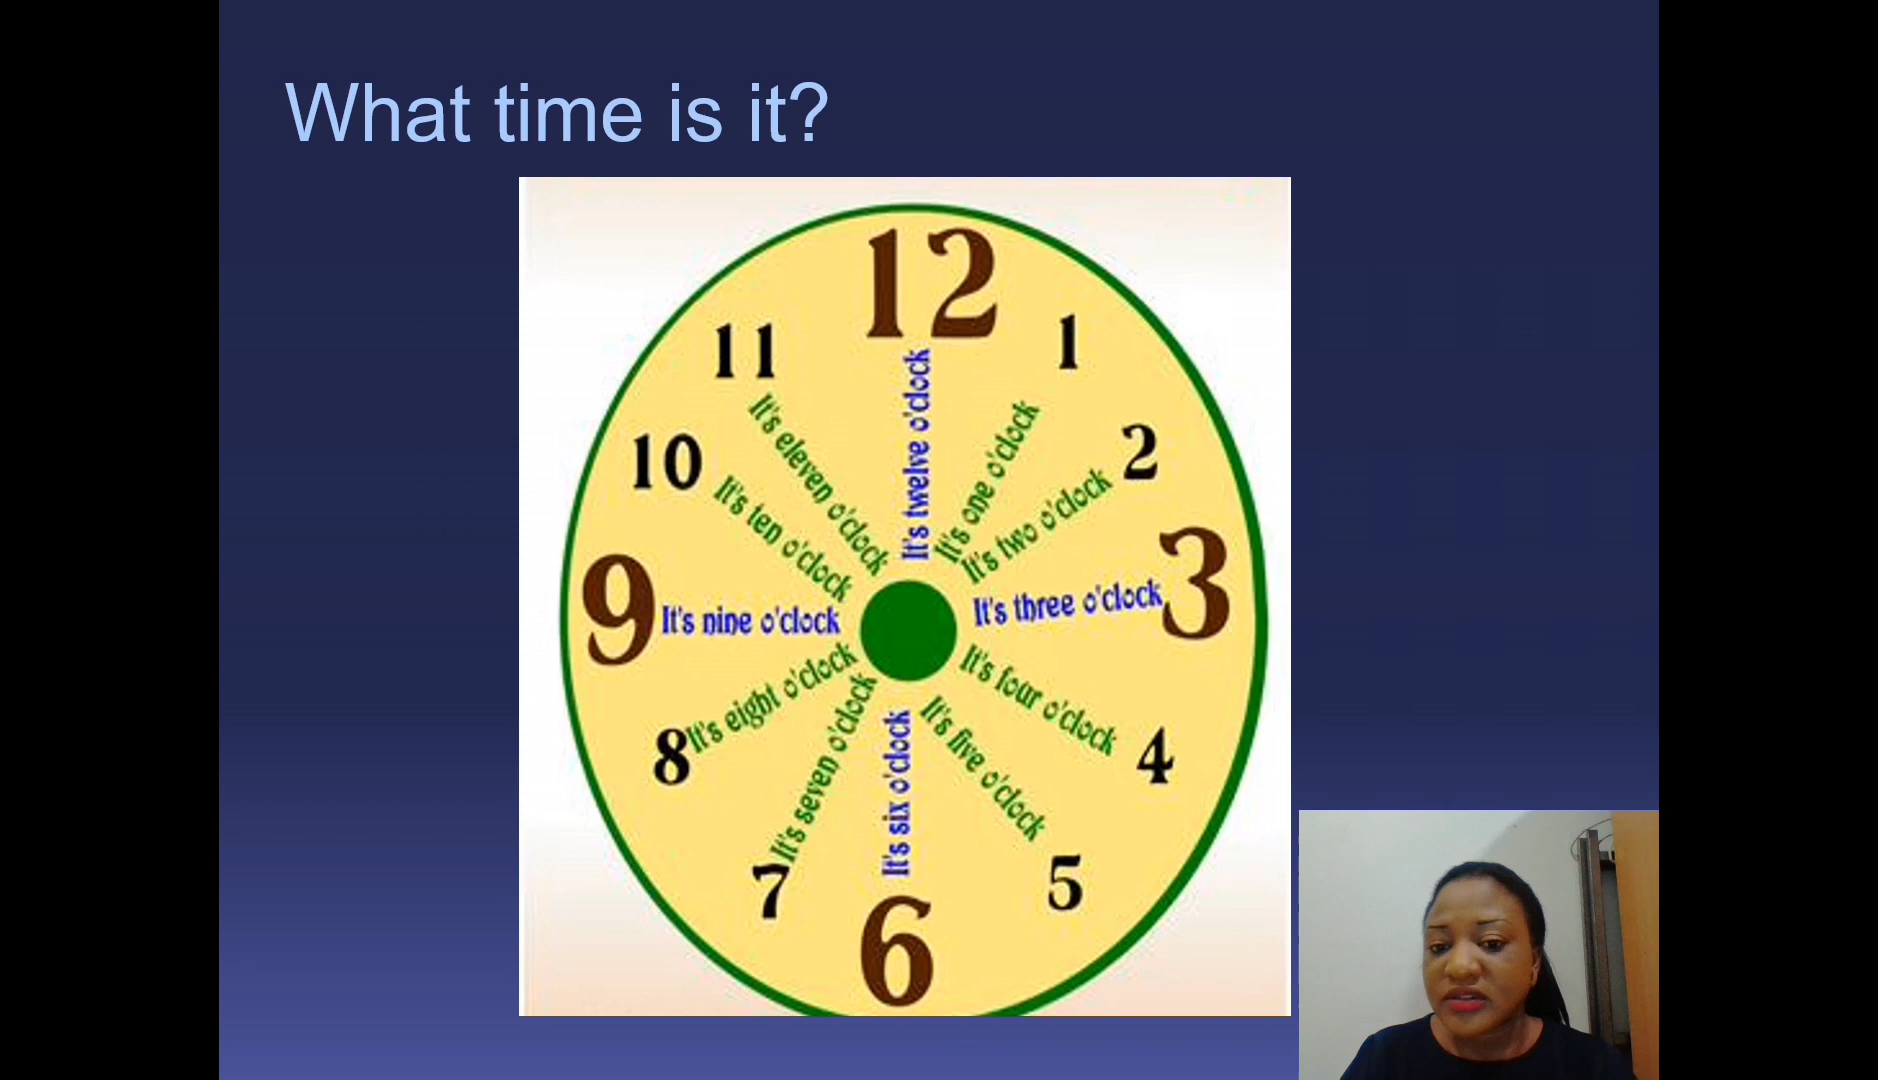 What time is it?
12
1
2
3
4
5
6
7
8
9
10
11
It's twelve o'clock
It's one o'clock
It's two o'clock
It's three o'clock
It's four o'clock
It's five o'clock
It's six o'clock
It's seven o'clock
It's eight o'clock
It's nine o'clock
It's ten o'clock
It's eleven o'clock